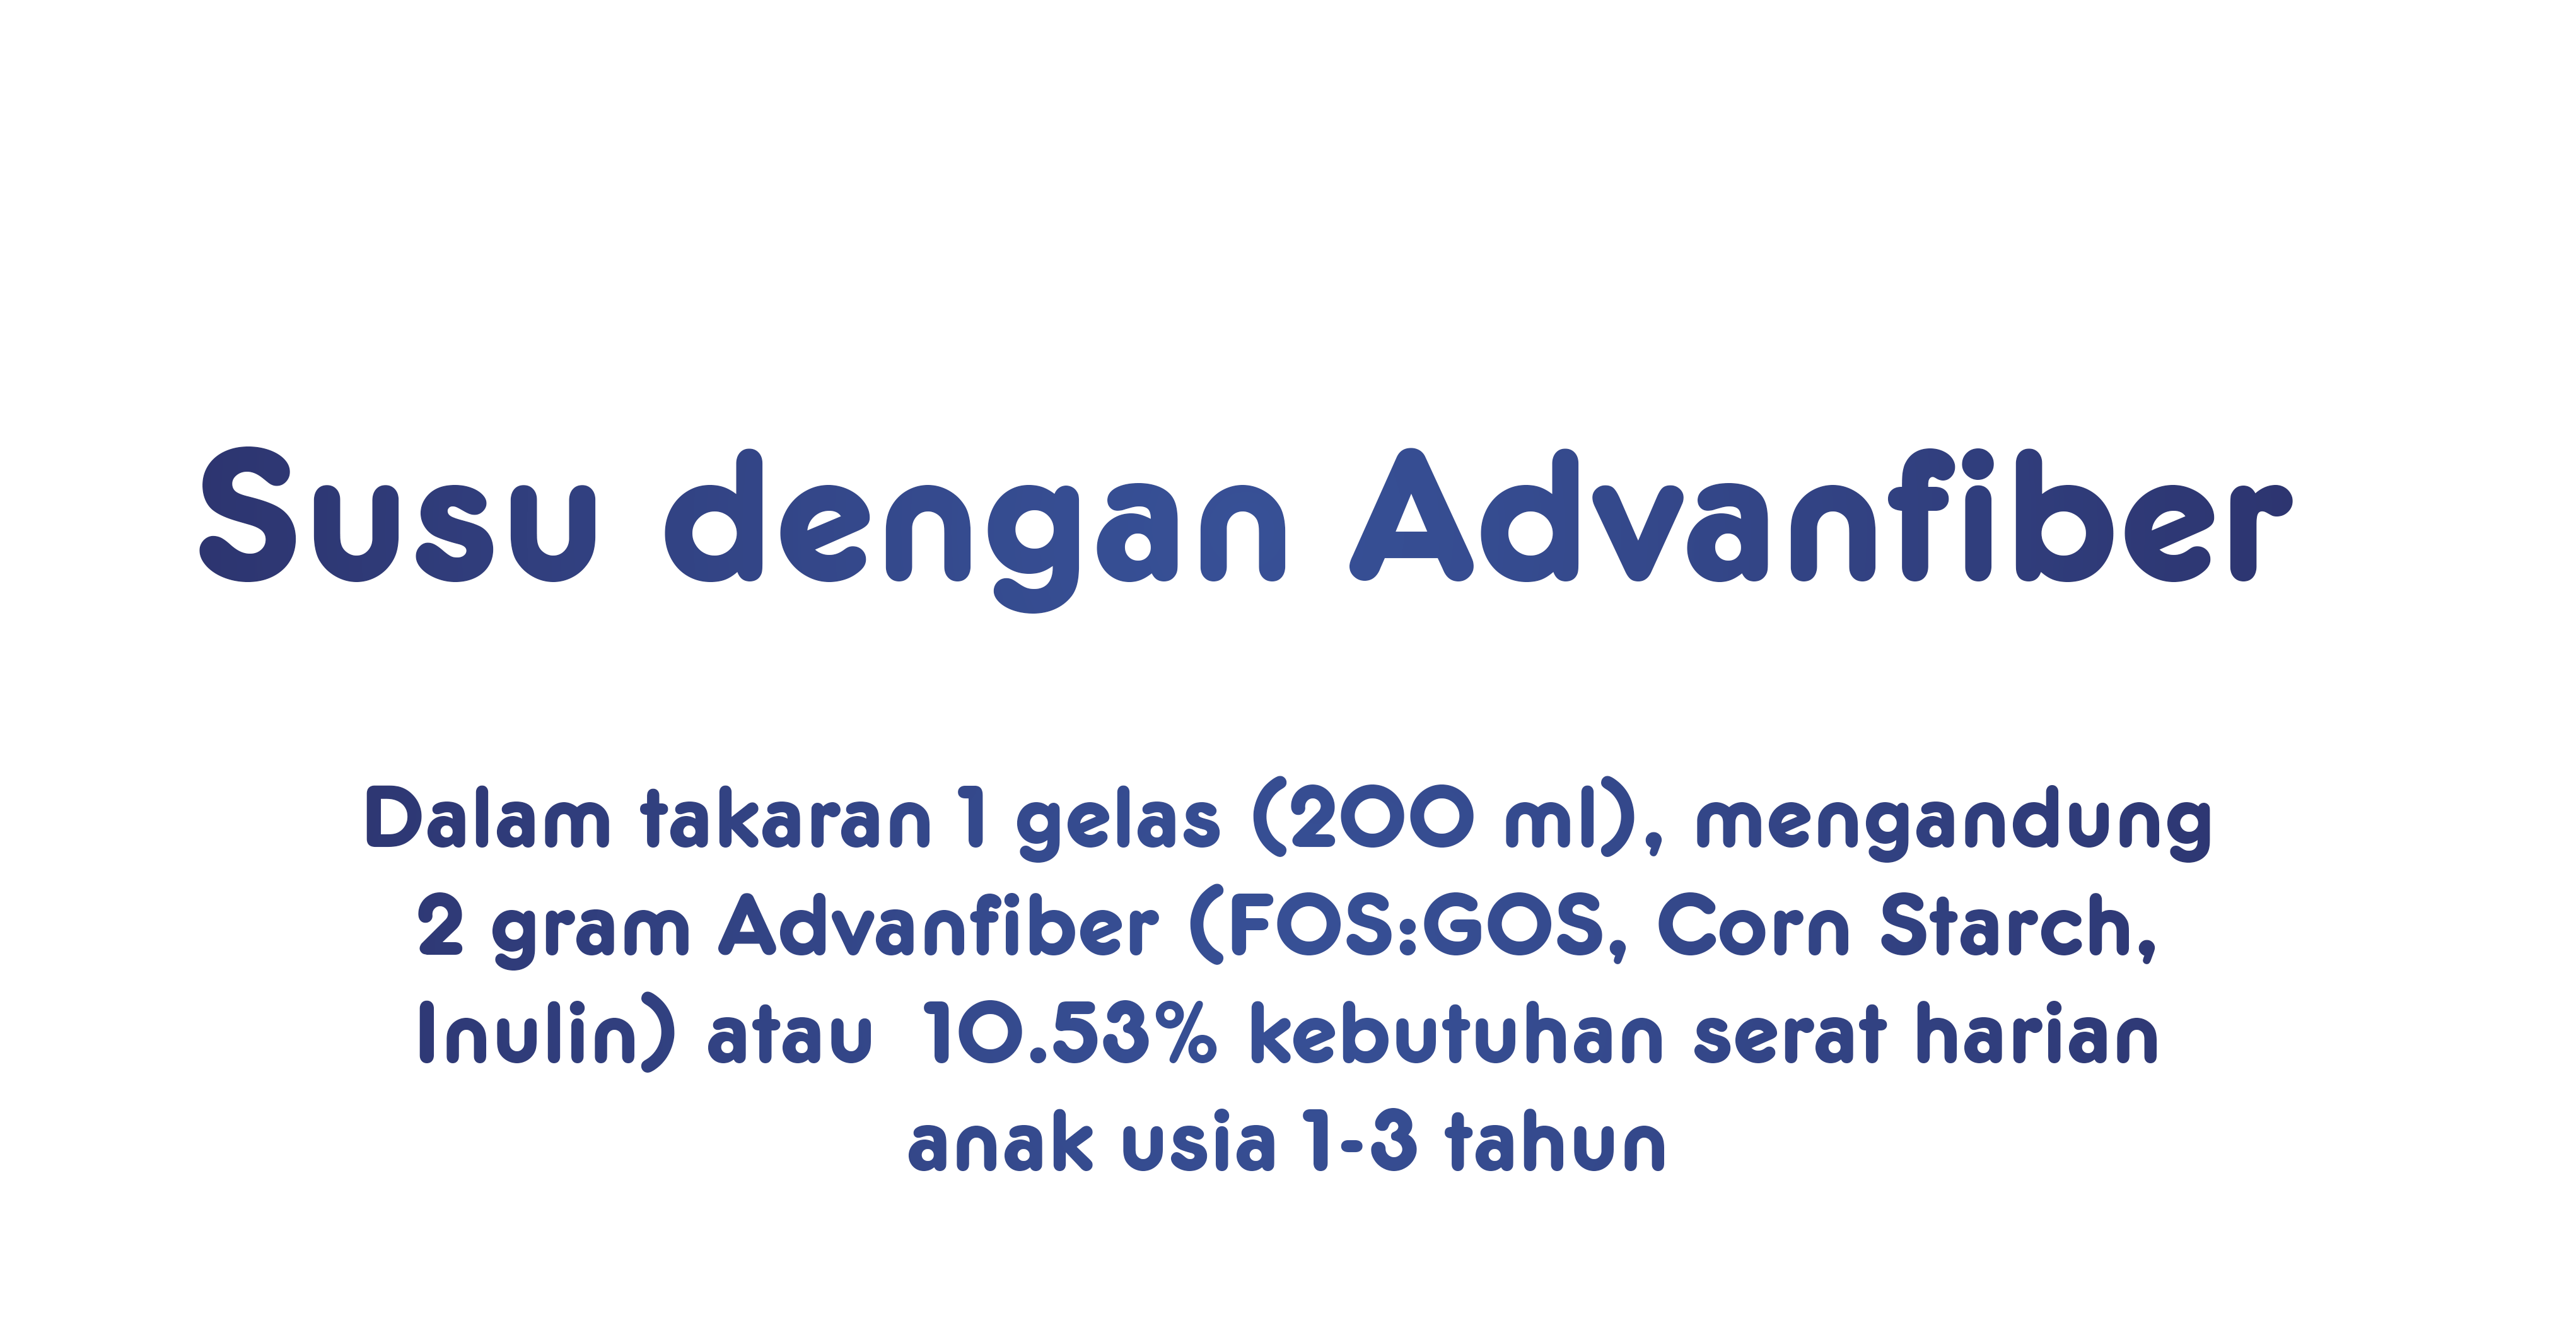 Susu dengan Advanfiber
Dalam takaran 1 gelas (200 ml), mengandung
2 gram Advanfiber (FOS:GOS, Corn Starch,
Inulin) atau  10.53% kebutuhan serat harian
anak usia 1-3 tahun